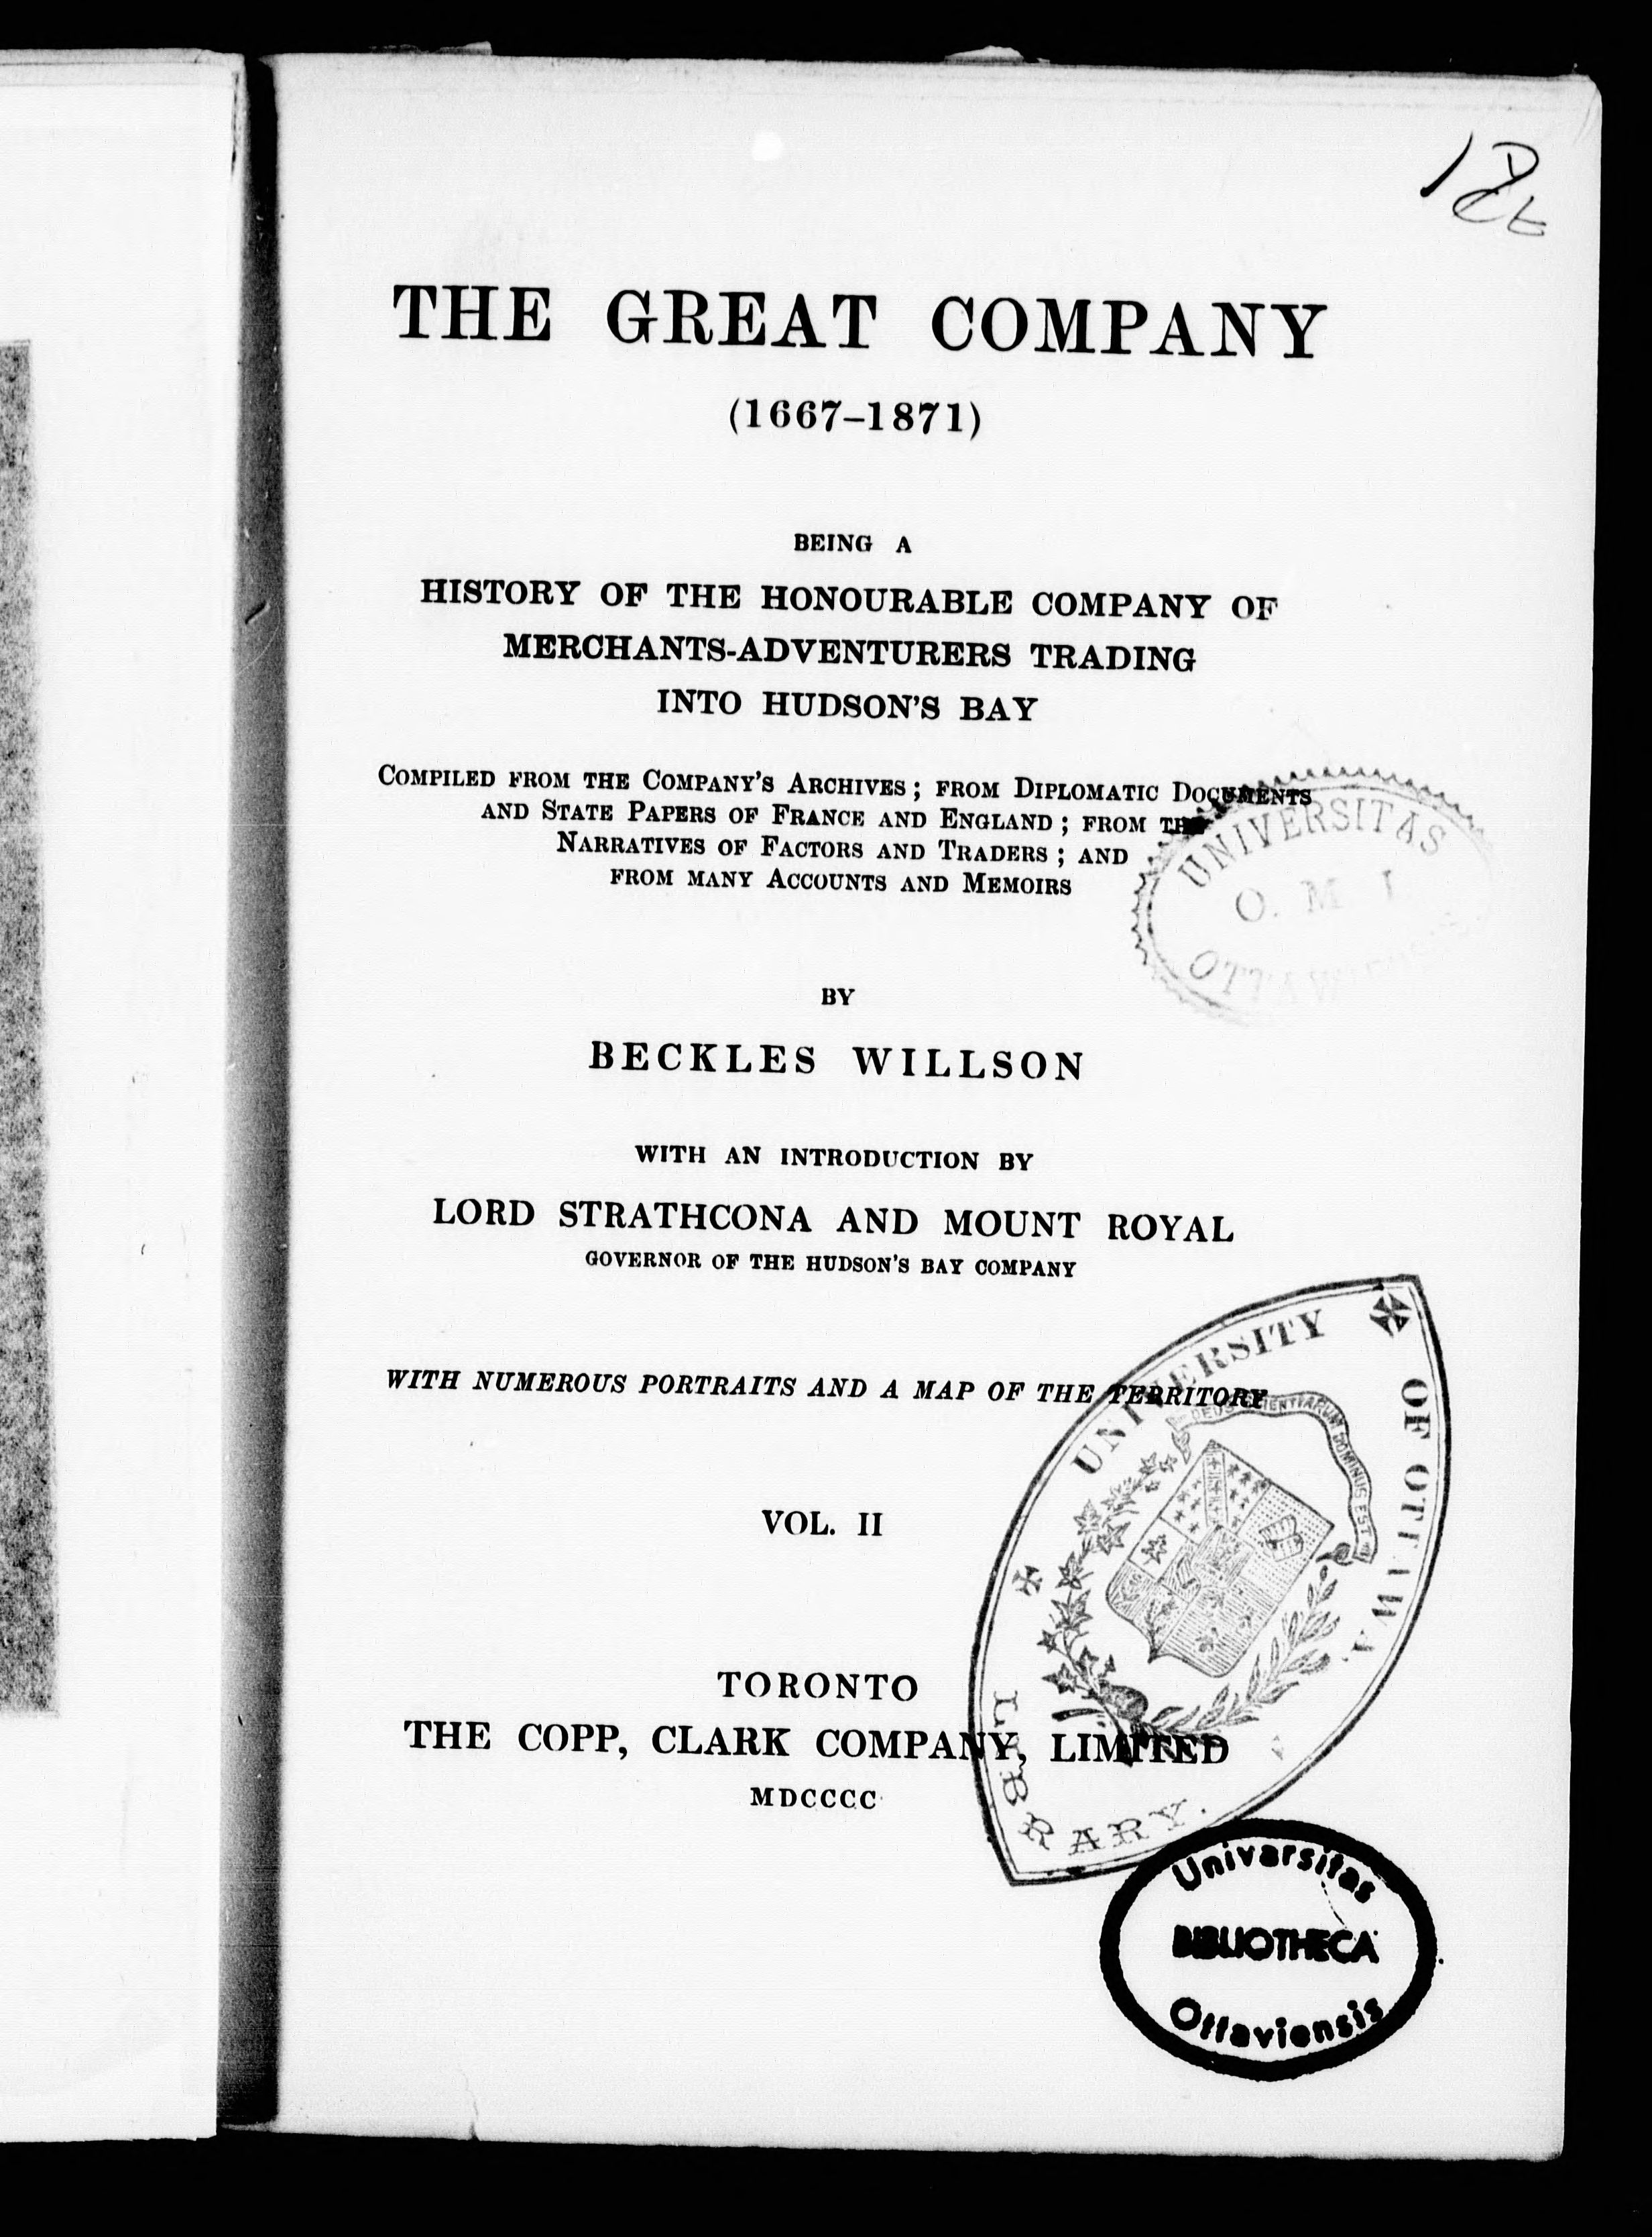 THE GREAT COMPANY
(1667–1871)
BEING A
HISTORY OF THE HONOURABLE COMPANY OF
MERCHANTS-ADVENTURERS TRADING
INTO HUDSON'S BAY
COMPILED FROM THE COMPANY'S ARCHIVES; FROM DIPLOMATIC DOCUMENTS
AND STATE PAPERS OF FRANCE AND ENGLAND; FROM THE
NARRATIVES OF FACTORS AND TRADERS; AND
FROM MANY ACCOUNTS AND MEMOIRS
UNIVERSITAS
O. M. I.
BY
BECKLES WILLSON
WITH AN INTRODUCTION BY
LORD STRATHCONA AND MOUNT ROYAL
GOVERNOR OF THE HUDSON'S BAY COMPANY
WITH NUMEROUS PORTRAITS AND A MAP OF THE TERRITORY
VOL. II
UNIVERSITY OF OTTAWA
DEUS SCIENTIARUM DOMINUS EST
LIBRARY.
TORONTO
THE COPP, CLARK COMPANY, LIMITED
MDCCCC
Universitas
BIBLIOTHECA
Ottaviensis